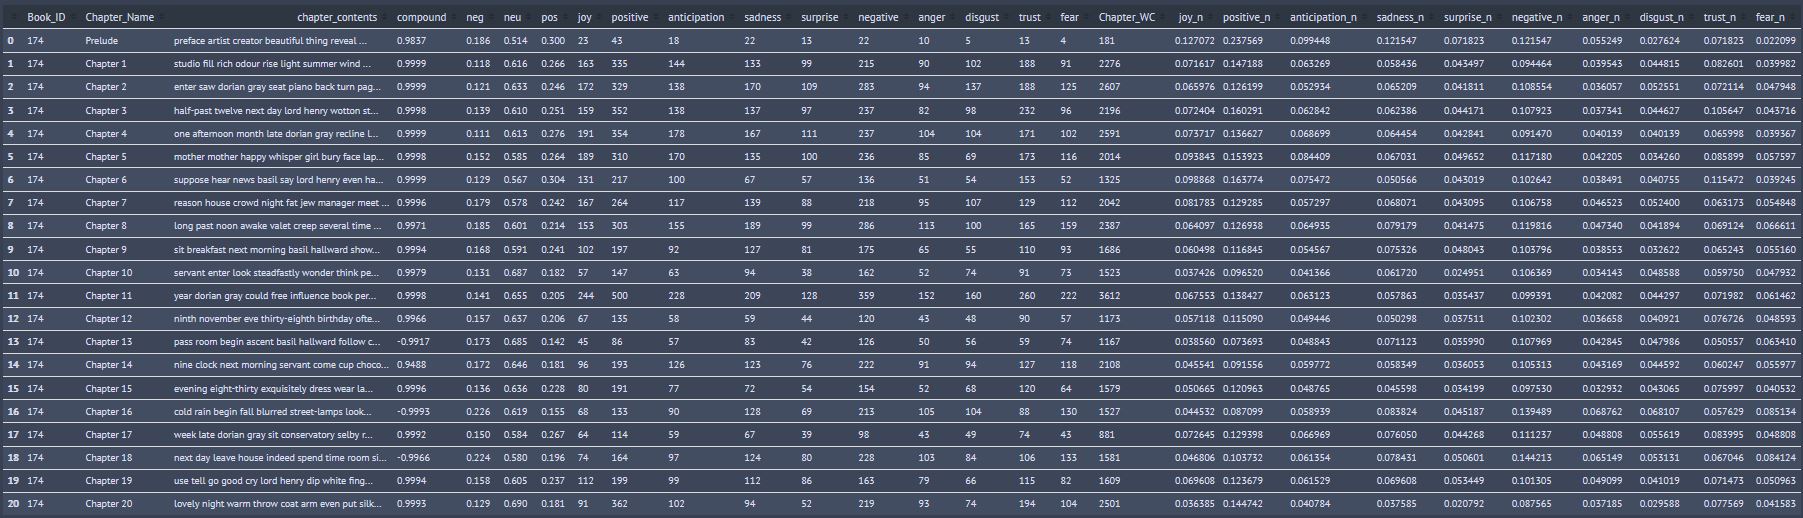 Book_ID Chapter_Name chapter_contents compound neg neu pos joy positive anticipation sadness surprise negative anger disgust trust fear Chapter_WC joy_n positive_n anticipation_n sadness_n surprise_n negative_n anger_n disgust_n trust_n fear_n
0 174 Prelude preface artist creator beautiful thing reveal ... 0.9837 0.186 0.514 0.300 23 43 18 22 13 22 10 5 13 4 181 0.127072 0.237569 0.099448 0.121547 0.071823 0.121547 0.055249 0.027624 0.071823 0.022099
1 174 Chapter 1 studio fill rich odour rise light summer wind ... 0.9999 0.118 0.616 0.266 163 335 144 133 99 215 90 102 188 91 2276 0.071617 0.147188 0.063269 0.058436 0.043497 0.094464 0.039543 0.044815 0.082601 0.039982
2 174 Chapter 2 enter saw dorian gray seat piano back turn pag... 0.9999 0.121 0.633 0.246 172 329 138 170 109 283 94 137 188 125 2607 0.065976 0.126199 0.052934 0.065209 0.041811 0.108554 0.036057 0.052551 0.072114 0.047948
3 174 Chapter 3 half-past twelve next day lord henry wotton st... 0.9998 0.139 0.610 0.251 159 352 138 137 97 237 82 98 232 96 2196 0.072404 0.160291 0.062842 0.062386 0.044171 0.107923 0.037341 0.044627 0.105647 0.043716
4 174 Chapter 4 one afternoon month late dorian gray recline l... 0.9999 0.111 0.613 0.276 191 354 178 167 111 237 104 104 171 102 2591 0.073717 0.136627 0.068699 0.064454 0.042841 0.091470 0.040139 0.040139 0.065998 0.039367
5 174 Chapter 5 mother mother happy whisper girl bury face lap... 0.9998 0.152 0.585 0.264 189 310 170 135 100 236 85 69 173 116 2014 0.093843 0.153923 0.084409 0.067031 0.049652 0.117180 0.042205 0.034260 0.085899 0.057597
6 174 Chapter 6 suppose hear news basil say lord henry even ha... 0.9999 0.129 0.567 0.304 131 217 100 67 57 136 51 54 153 52 1325 0.098868 0.163774 0.075472 0.050566 0.043019 0.102642 0.038491 0.040755 0.115472 0.039245
7 174 Chapter 7 reason house crowd night fat jew manager meet ... 0.9996 0.179 0.578 0.242 167 264 117 139 88 218 95 107 129 112 2042 0.081783 0.129285 0.057297 0.068071 0.043095 0.106758 0.046523 0.052400 0.063173 0.054848
8 174 Chapter 8 long past noon awake valet creep several time ... 0.9971 0.185 0.601 0.214 153 303 155 189 99 286 113 100 165 159 2387 0.064097 0.126938 0.064935 0.079179 0.041475 0.119816 0.047340 0.041894 0.069124 0.066611
9 174 Chapter 9 sit breakfast next morning basil hallward show... 0.9994 0.168 0.591 0.241 102 197 92 127 81 175 65 55 110 93 1686 0.060498 0.116845 0.054567 0.075326 0.048043 0.103796 0.038553 0.032622 0.065243 0.055160
10 174 Chapter 10 servant enter look steadfastly wonder think pe... 0.9979 0.131 0.687 0.182 57 147 63 94 38 162 52 74 91 73 1523 0.037426 0.096520 0.041366 0.061720 0.024951 0.106369 0.034143 0.048588 0.059750 0.047932
11 174 Chapter 11 year dorian gray could free influence book per... 0.9998 0.141 0.655 0.205 244 500 228 209 128 359 152 160 260 222 3612 0.067553 0.138427 0.063123 0.057863 0.035437 0.099391 0.042082 0.044297 0.071982 0.061462
12 174 Chapter 12 ninth november eve thirty-eighth birthday ofte... 0.9966 0.157 0.637 0.206 67 135 58 59 44 120 43 48 90 57 1173 0.057118 0.115090 0.049446 0.050298 0.037511 0.102302 0.036658 0.040921 0.076726 0.048593
13 174 Chapter 13 pass room begin ascent basil hallward follow c... -0.9917 0.173 0.685 0.142 45 86 57 83 42 126 50 56 59 74 1167 0.038560 0.073693 0.048843 0.071123 0.035990 0.107969 0.042845 0.047986 0.050557 0.063410
14 174 Chapter 14 nine clock next morning servant come cup choco... 0.9488 0.172 0.646 0.181 96 193 126 123 76 222 91 94 127 118 2108 0.045541 0.091556 0.059772 0.058349 0.036053 0.105313 0.043169 0.044592 0.060247 0.055977
15 174 Chapter 15 evening eight-thirty exquisitely dress wear la... 0.9996 0.136 0.636 0.228 80 191 77 72 54 154 52 68 120 64 1579 0.050665 0.120963 0.048765 0.045598 0.034199 0.097530 0.032932 0.043065 0.075997 0.040532
16 174 Chapter 16 cold rain begin fall blurred street-lamps look... -0.9993 0.226 0.619 0.155 68 133 90 128 69 213 105 104 88 130 1527 0.044532 0.087099 0.058939 0.083824 0.045187 0.139489 0.068762 0.068107 0.057629 0.085134
17 174 Chapter 17 week late dorian gray sit conservatory selby r... 0.9992 0.150 0.584 0.267 64 114 59 67 39 98 43 49 74 43 881 0.072645 0.129398 0.066969 0.076050 0.044268 0.111237 0.048808 0.055619 0.083995 0.048808
18 174 Chapter 18 next day leave house indeed spend time room si... -0.9966 0.224 0.580 0.196 74 164 97 124 80 228 103 84 106 133 1581 0.046806 0.103732 0.061354 0.078431 0.050601 0.144213 0.065149 0.053131 0.067046 0.084124
19 174 Chapter 19 use tell go good cry lord henry dip white fing... 0.9994 0.158 0.605 0.237 112 199 99 112 86 163 79 66 115 82 1609 0.069608 0.123679 0.061529 0.069608 0.053449 0.101305 0.049099 0.041019 0.071473 0.050963
20 174 Chapter 20 lovely night warm throw coat arm even put silk... 0.9993 0.129 0.690 0.181 91 362 102 94 52 219 93 74 194 104 2501 0.036385 0.144742 0.040784 0.037585 0.020792 0.087565 0.037185 0.029588 0.077569 0.041583